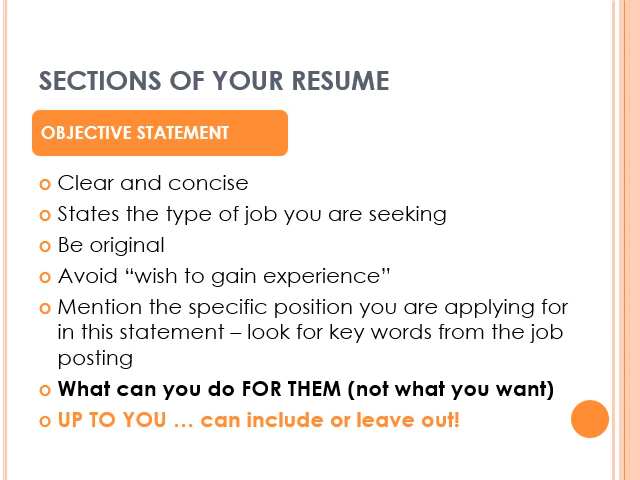 SECTIONS OF YOUR RESUME
OBJECTIVE STATEMENT
Clear and concise
States the type of job you are seeking
Be original
Avoid “wish to gain experience”
Mention the specific position you are applying for
in this statement – look for key words from the job
posting
What can you do FOR THEM (not what you want)
UP TO YOU … can include or leave out!